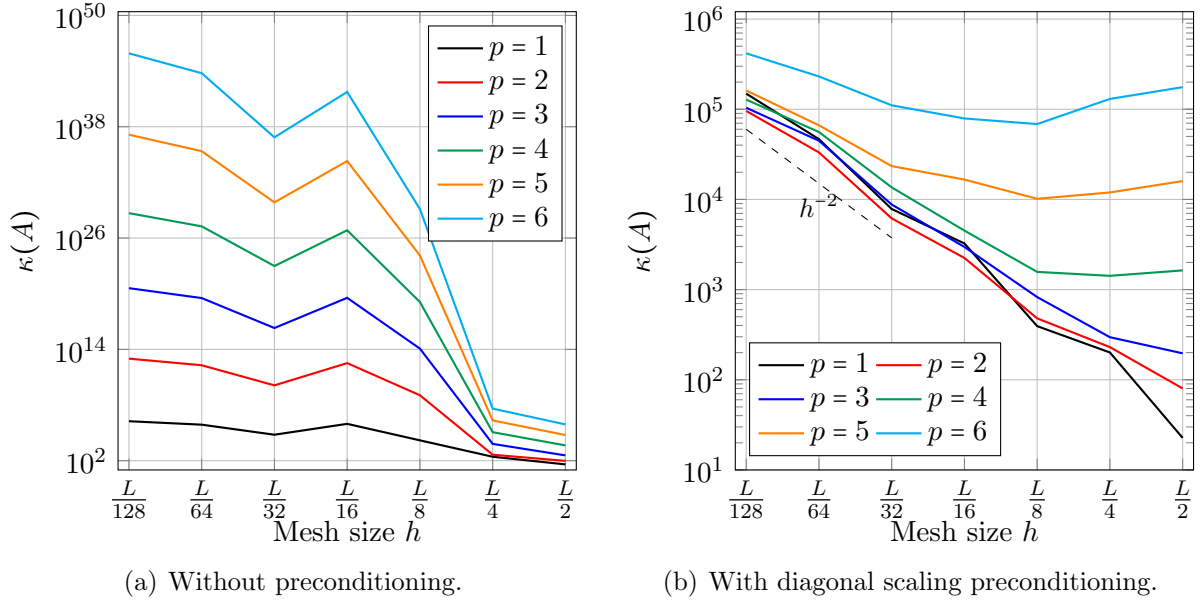 10^50
10^38
10^26
10^14
10^2
κ(A)
p = 1
p = 2
p = 3
p = 4
p = 5
p = 6
L/128 L/64 L/32 L/16 L/8 L/4 L/2
Mesh size h
(a) Without preconditioning.
10^6
10^5
10^4
10^3
10^2
10^1
κ(A)
h^−2
p = 1 p = 2
p = 3 p = 4
p = 5 p = 6
L/128 L/64 L/32 L/16 L/8 L/4 L/2
Mesh size h
(b) With diagonal scaling preconditioning.